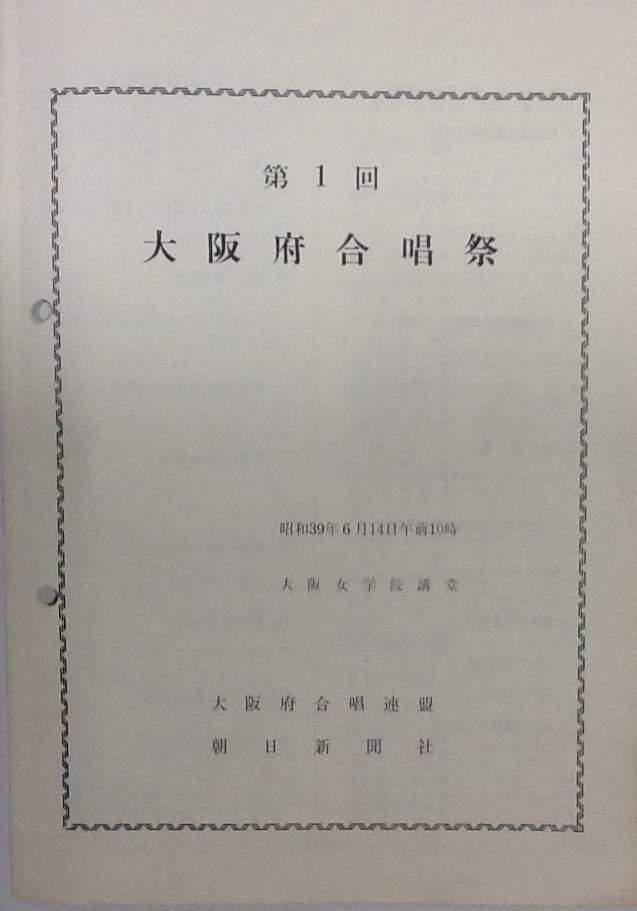 第1回
大阪府合唱祭
昭和39年6月14日午前10時
大阪女学院講堂
大阪府合唱連盟
朝日新聞社